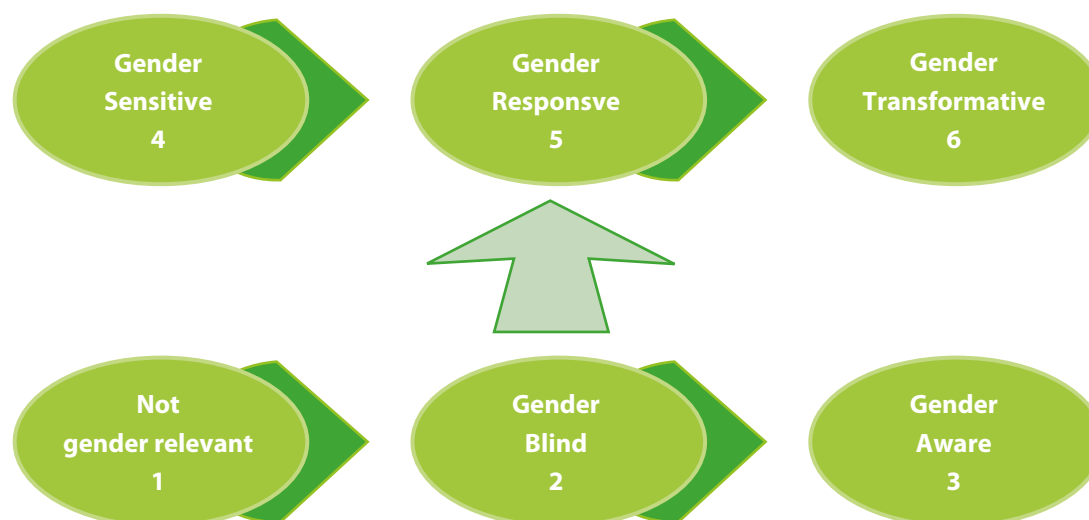 Gender
Sensitive
4
Gender
Responsve
5
Gender
Transformative
6
Not
gender relevant
1
Gender
Blind
2
Gender
Aware
3